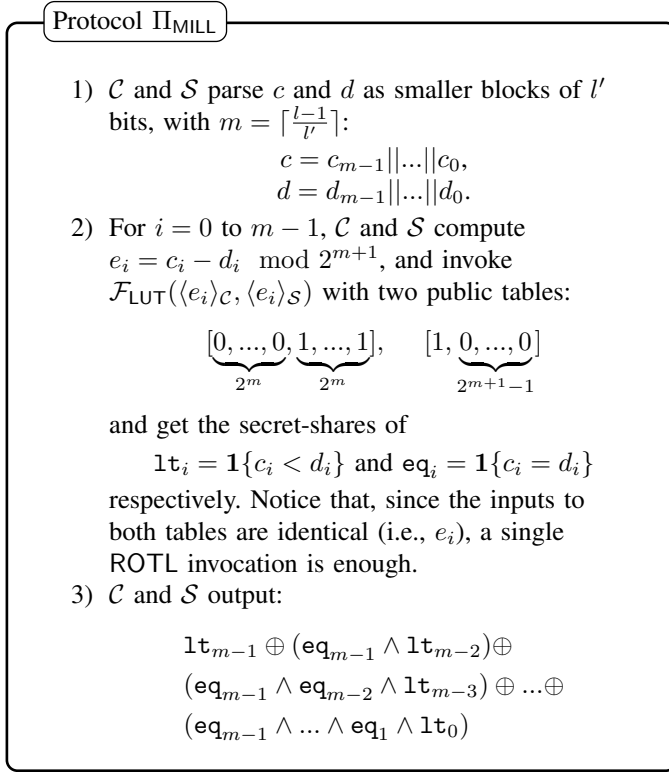 Protocol Π_MILL
1) 𝒞 and 𝒮 parse c and d as smaller blocks of l′
bits, with m = ⌈(l−1)/l′⌉:
c = c_{m−1}||...||c_0,
d = d_{m−1}||...||d_0.
2) For i = 0 to m − 1, 𝒞 and 𝒮 compute
e_i = c_i − d_i mod 2^{m+1}, and invoke
ℱ_LUT(⟨e_i⟩_𝒞, ⟨e_i⟩_𝒮) with two public tables:
[0, ..., 0, 1, ..., 1], [1, 0, ..., 0]
2^m 2^m 2^{m+1}−1
and get the secret-shares of
lt_i = 1{c_i < d_i} and eq_i = 1{c_i = d_i}
respectively. Notice that, since the inputs to
both tables are identical (i.e., e_i), a single
ROTL invocation is enough.
3) 𝒞 and 𝒮 output:
lt_{m−1} ⊕ (eq_{m−1} ∧ lt_{m−2})⊕
(eq_{m−1} ∧ eq_{m−2} ∧ lt_{m−3}) ⊕ ...⊕
(eq_{m−1} ∧ ... ∧ eq_1 ∧ lt_0)